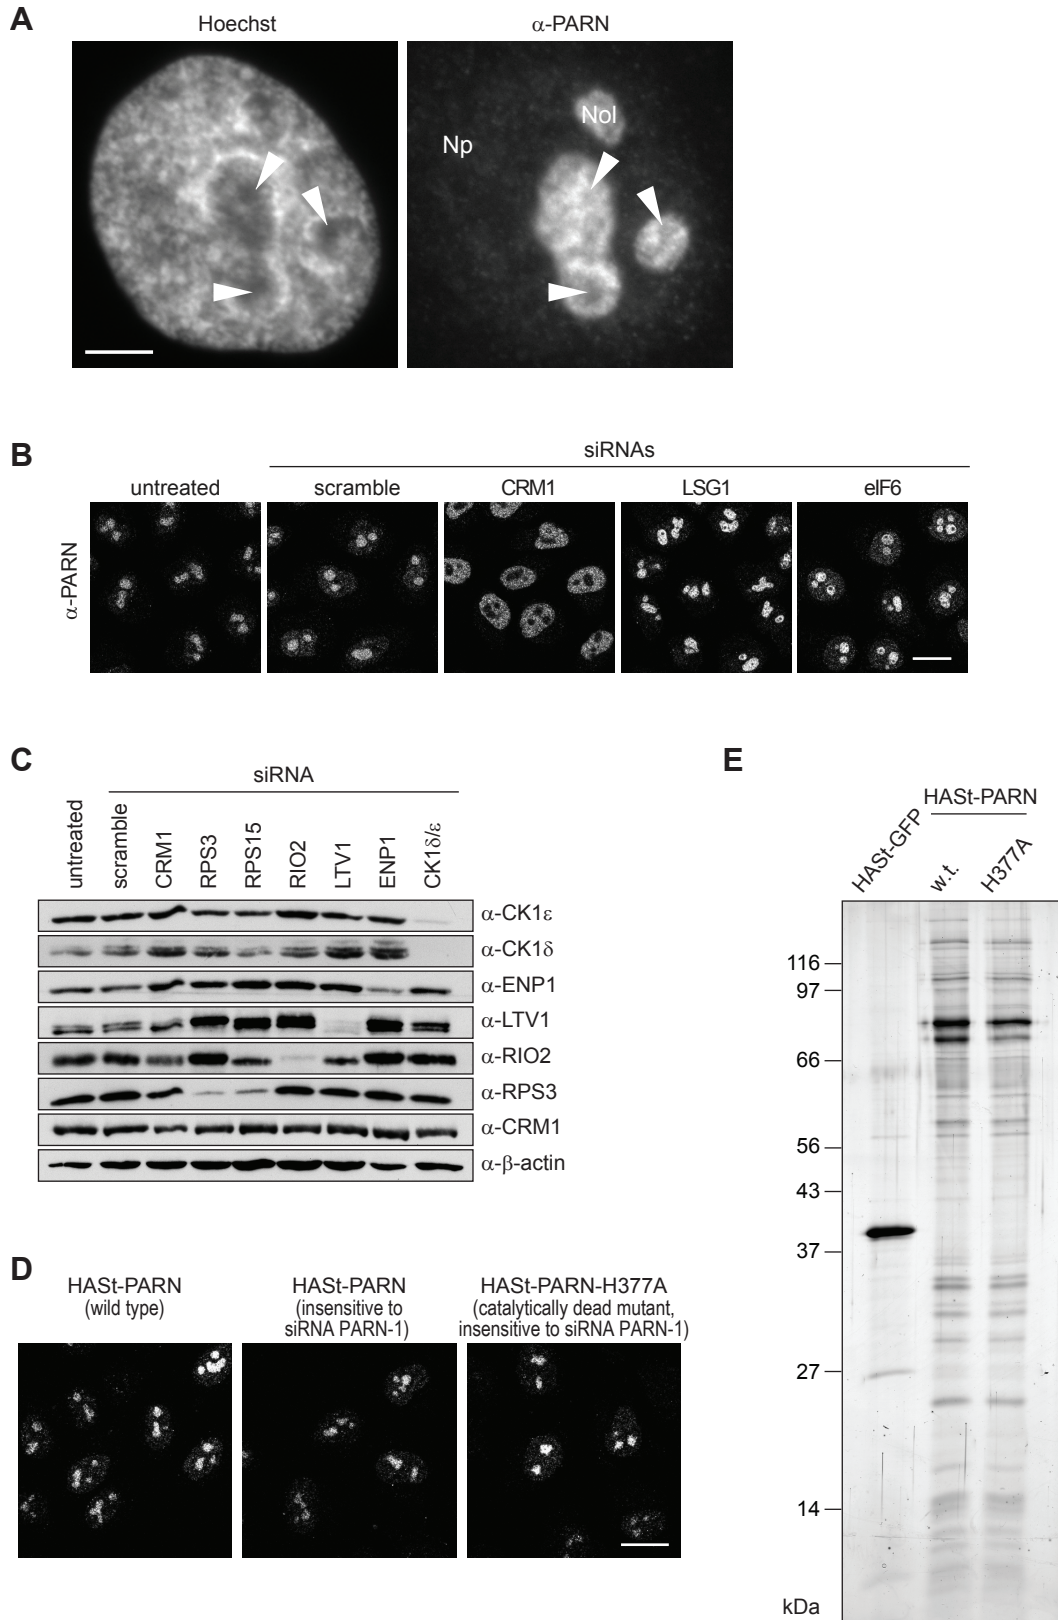 A
Hoechst
α-PARN
Np
Nol
B
siRNAs
untreated
scramble
CRM1
LSG1
eIF6
α-PARN
C
siRNA
untreated
scramble
CRM1
RPS3
RPS15
RIO2
LTV1
ENP1
CK1δ/ε
α-CK1ε
α-CK1δ
α-ENP1
α-LTV1
α-RIO2
α-RPS3
α-CRM1
α-β-actin
D
HASt-PARN
(wild type)
HASt-PARN
(insensitive to
siRNA PARN-1)
HASt-PARN-H377A
(catalytically dead mutant,
insensitive to siRNA PARN-1)
E
HASt-GFP
HASt-PARN
w.t.
H377A
116
97
66
56
43
37
27
14
kDa